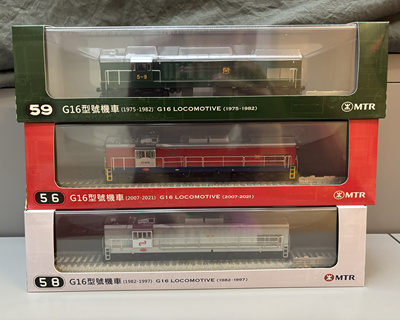 59 G16型號機車 (1975-1982) G16 LOCOMOTIVE (1975-1982) MTR
56 G16型號機車 (2007-2021) G16 LOCOMOTIVE (2007-2021) MTR
58 G16型號機車 (1982-1997) G16 LOCOMOTIVE (1982-1997) MTR